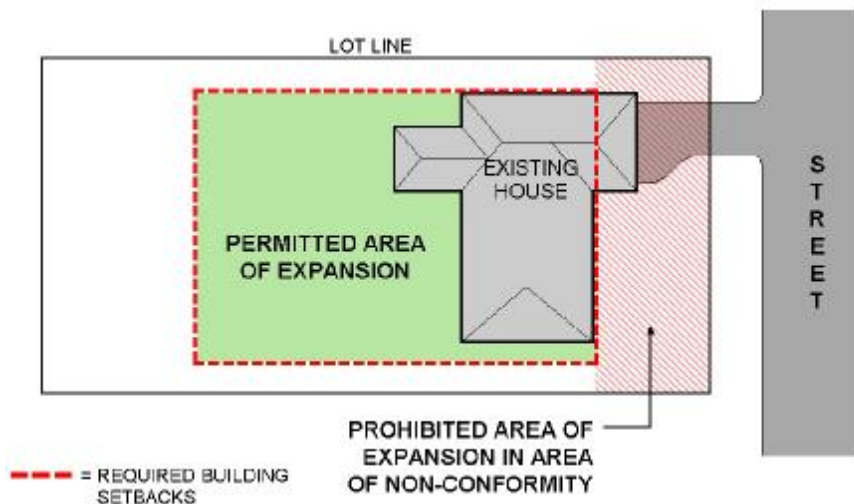 LOT LINE
EXISTING
HOUSE
PERMITTED AREA
OF EXPANSION
STREET
PROHIBITED AREA OF
EXPANSION IN AREA
OF NON-CONFORMITY
= REQUIRED BUILDING
SETBACKS